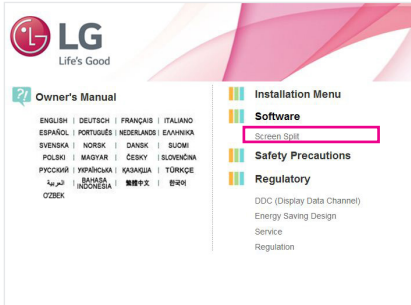 LG
Life's Good
Owner's Manual
ENGLISH | DEUTSCH | FRANÇAIS | ITALIANO
ESPAÑOL | PORTUGUÊS | NEDERLANDS | ΕΛΛΗΝΙΚΆ
SVENSKA | NORSK | DANSK | SUOMI
POLSKI | MAGYAR | ČESKY | SLOVENČINA
РУССКИЙ | УКРАЇНСЬКА | ҚАЗАҚША | TÜRKÇE
العربية | BAHASA INDONESIA | 繁體中文 | 한국어
O'ZBEK
Installation Menu
Software
Screen Split
Safety Precautions
Regulatory
DDC (Display Data Channel)
Energy Saving Design
Service
Regulation